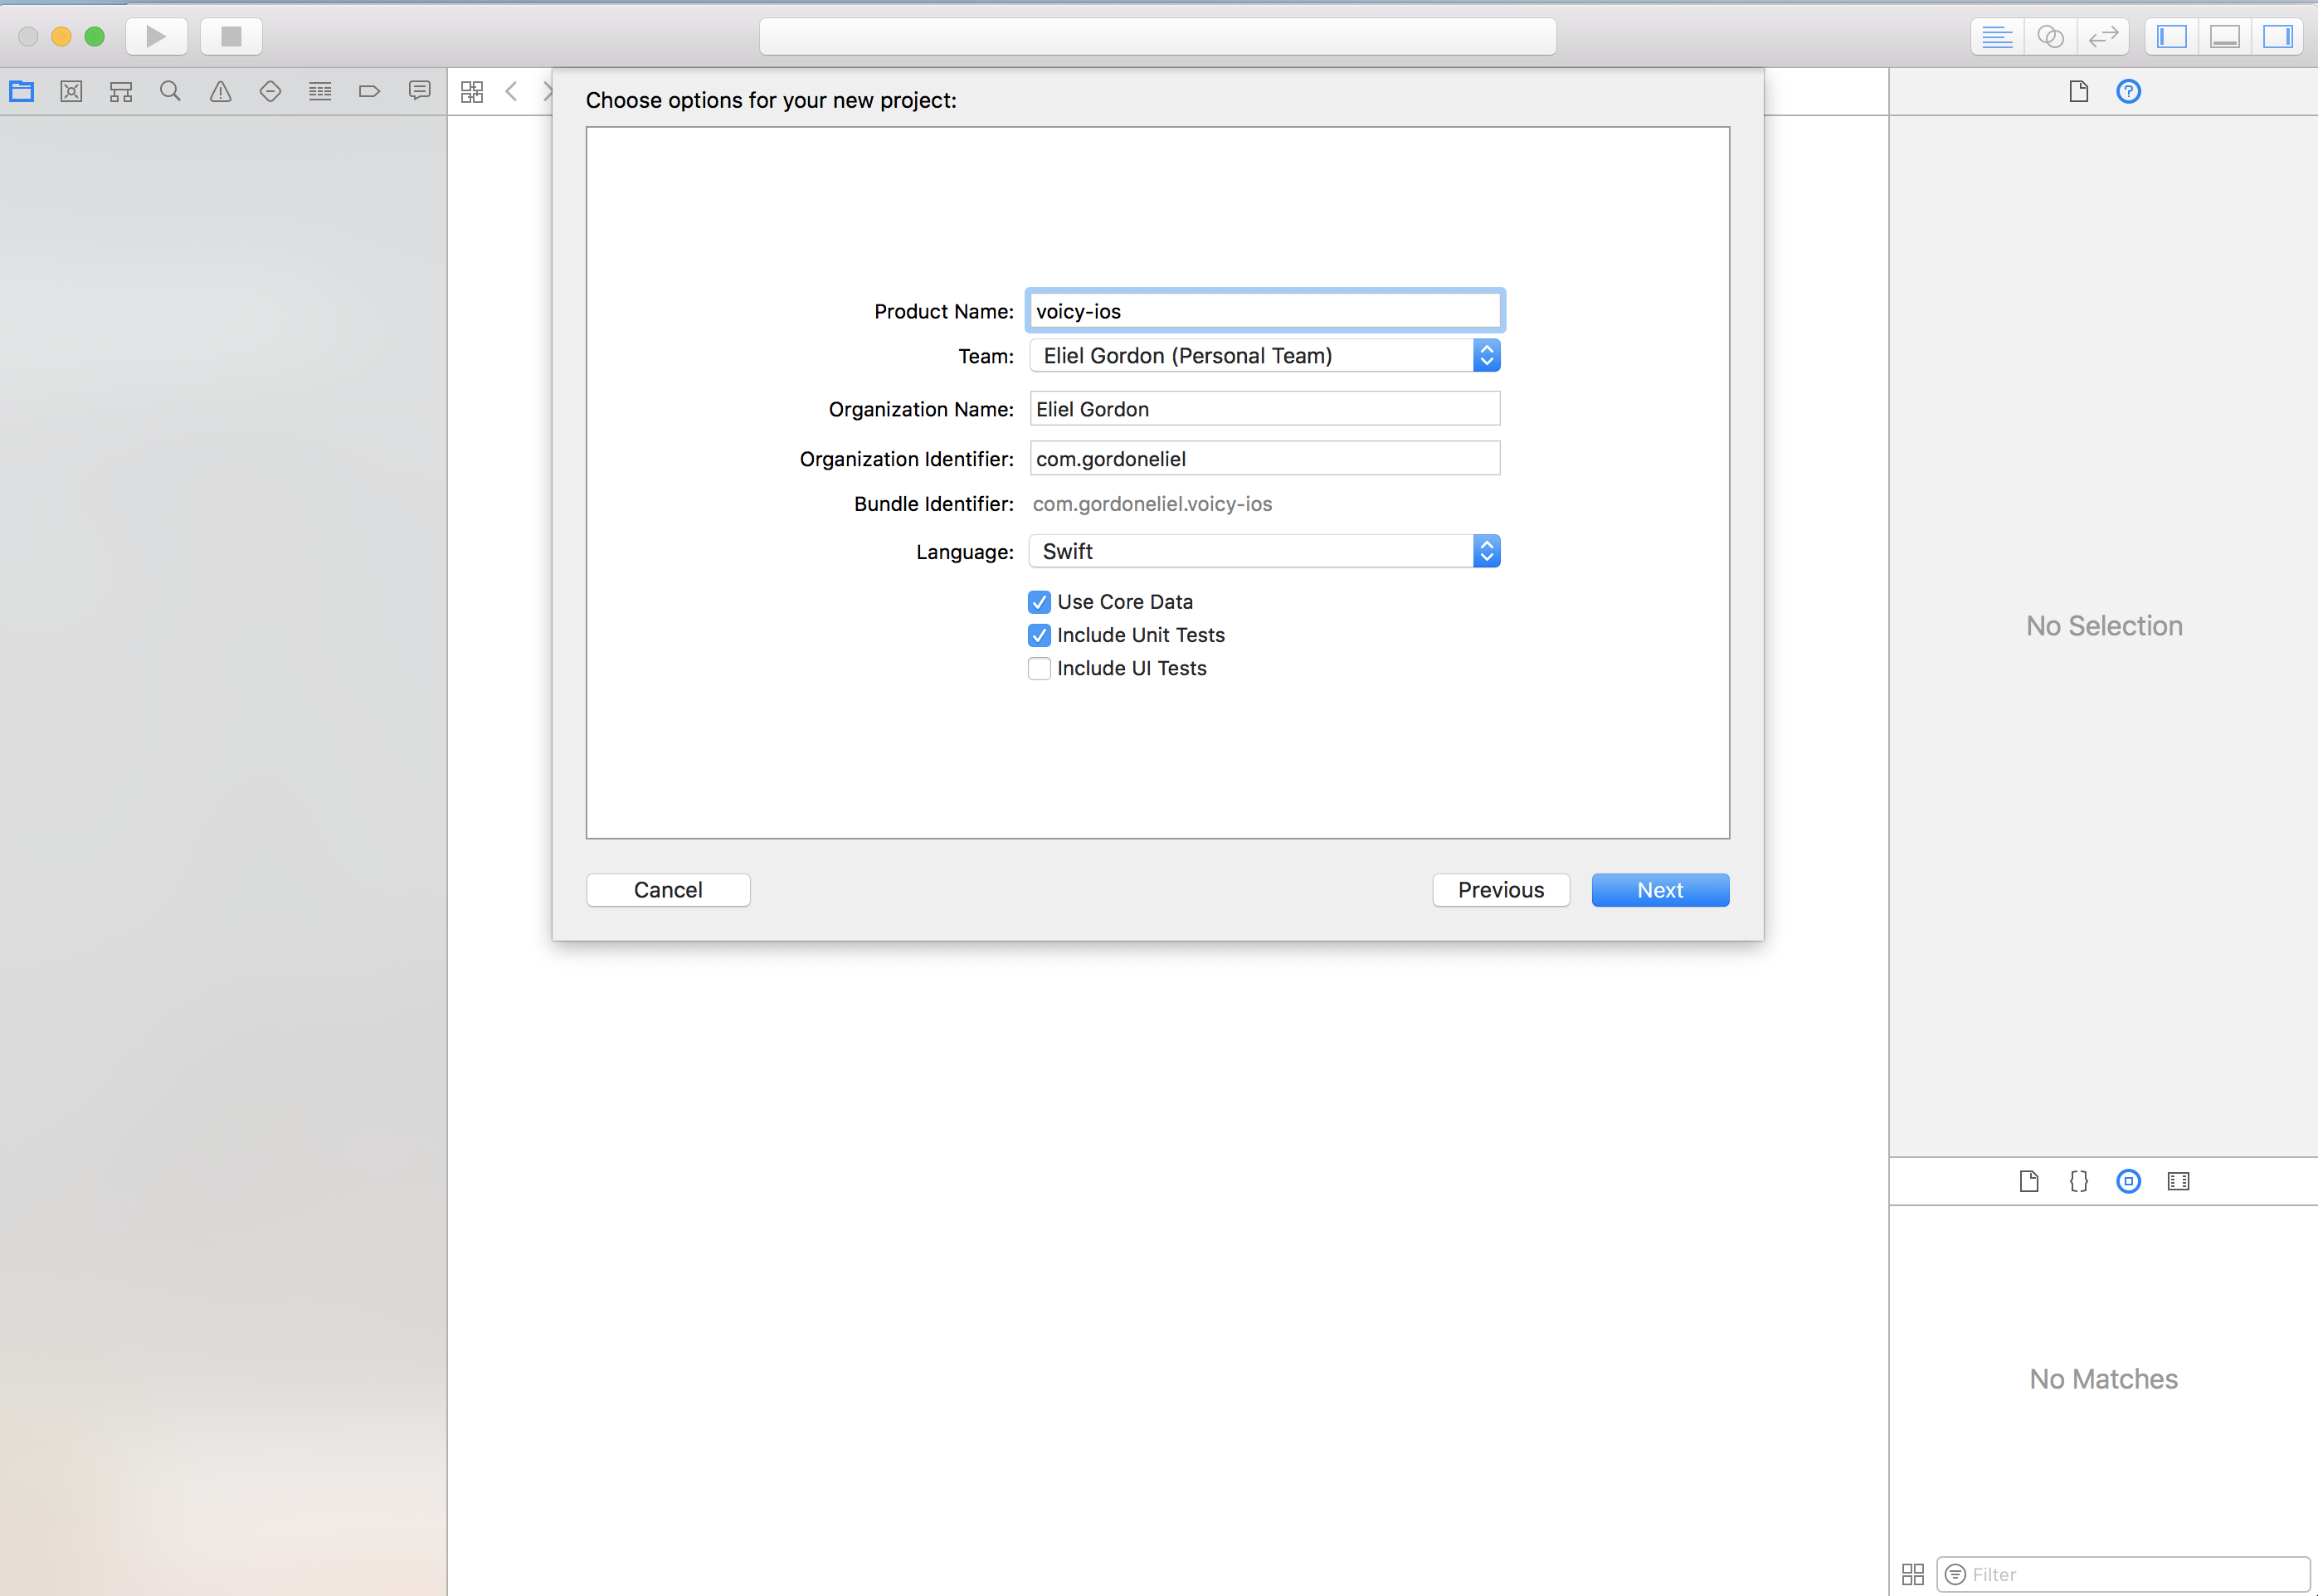 Choose options for your new project:
Product Name: voicy-ios
Team: Eliel Gordon (Personal Team)
Organization Name: Eliel Gordon
Organization Identifier: com.gordoneliel
Bundle Identifier: com.gordoneliel.voicy-ios
Language: Swift
Use Core Data
Include Unit Tests
Include UI Tests
Cancel
Previous
Next
No Selection
No Matches
Filter